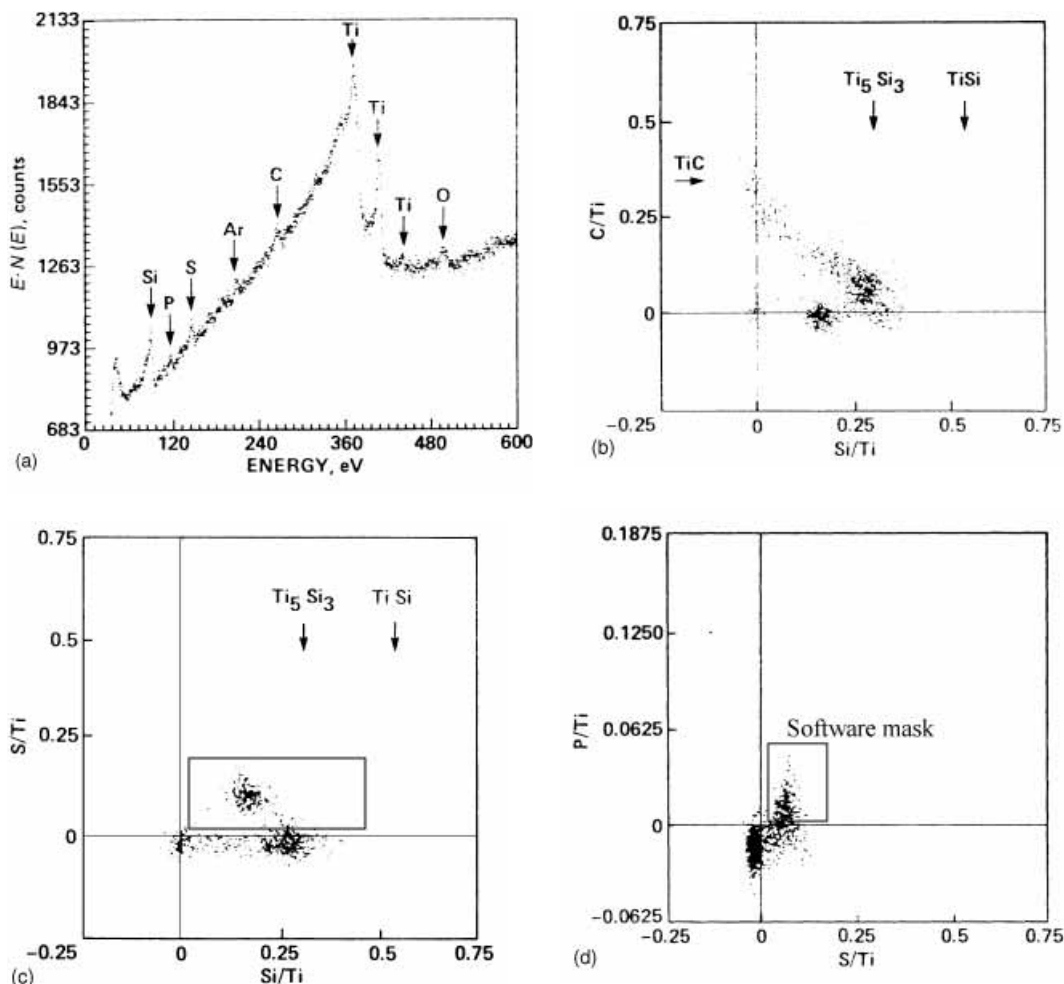 2133
1843
1553
1263
973
683
E·N (E), counts
Ti
Ti
C
Ti
O
Ar
S
Si
P
0 120 240 360 480 600
ENERGY, eV
(a)
0.75
0.5
0.25
0
−0.25
C/Ti
Ti5 Si3
TiSi
TiC
0 0.25 0.5 0.75
Si/Ti
(b)
0.75
0.5
0.25
0
−0.25
S/Ti
Ti5 Si3
Ti Si
0 0.25 0.5 0.75
Si/Ti
(c)
0.1875
0.1250
0.0625
0
−0.0625
P/Ti
Software mask
−0.25 0 0.25 0.5 0.75
S/Ti
(d)